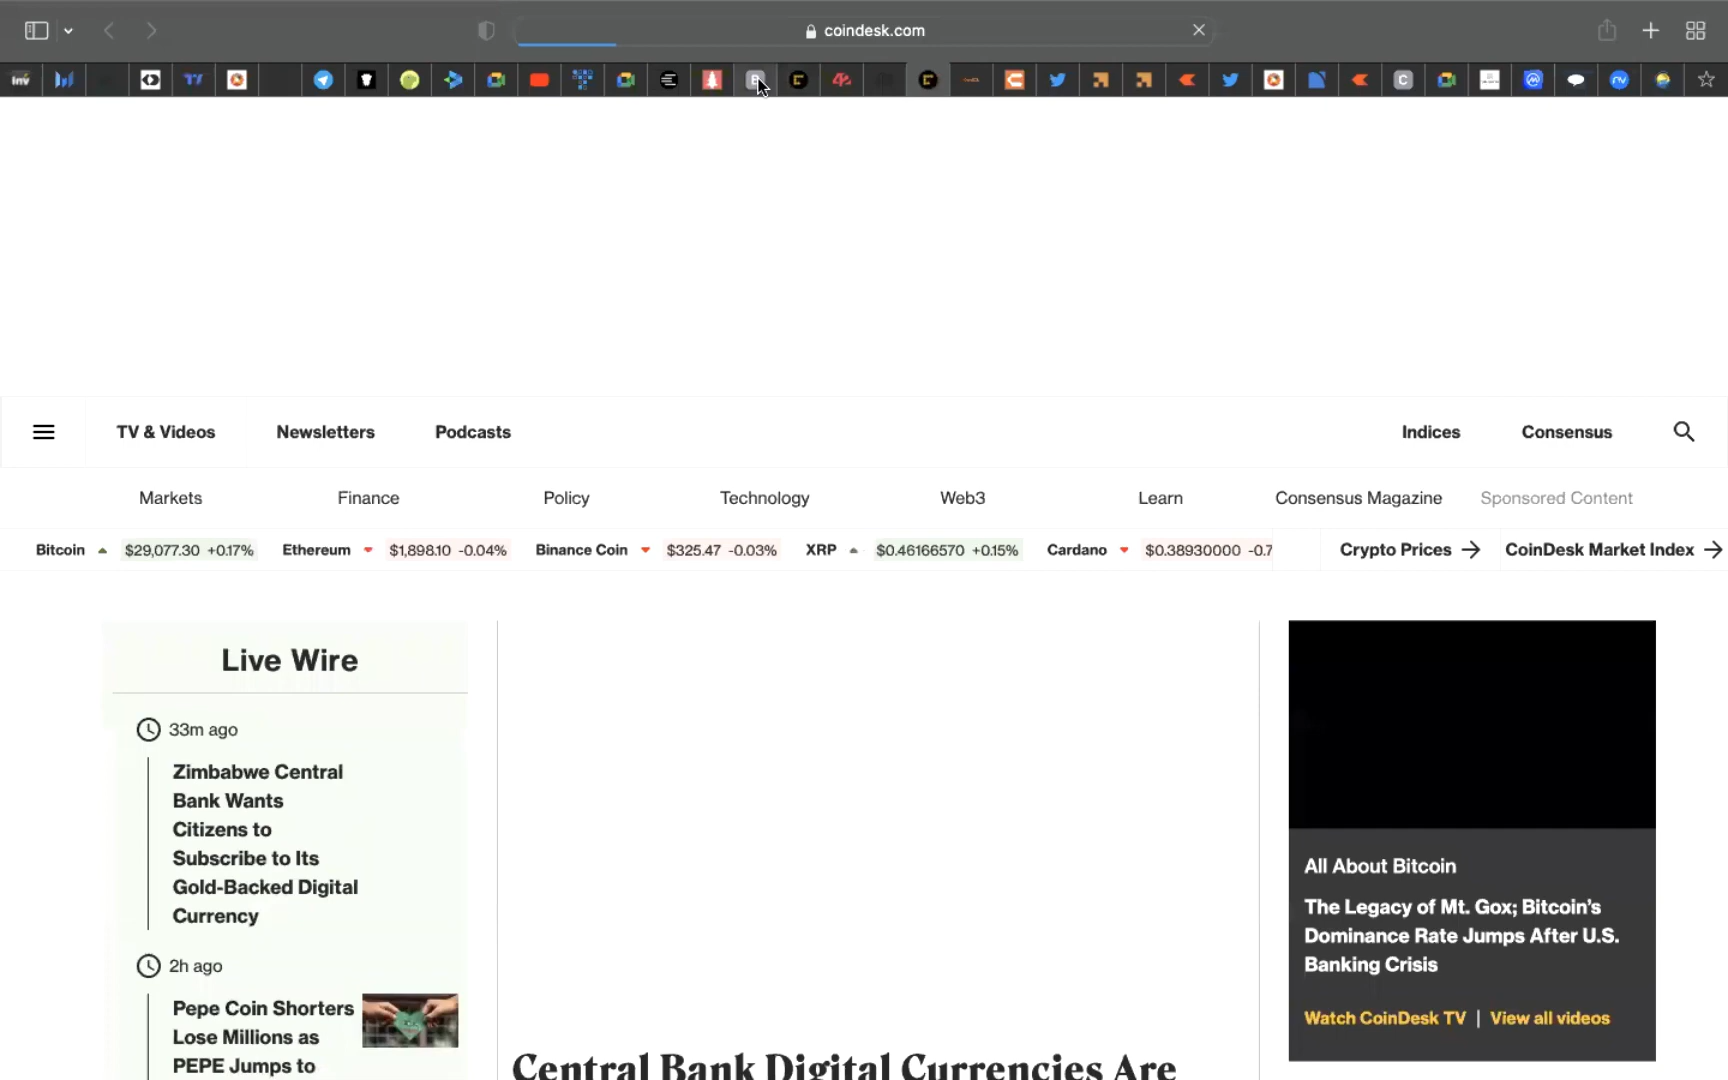 coindesk.com
TV & Videos
Newsletters
Podcasts
Indices
Consensus
Markets
Finance
Policy
Technology
Web3
Learn
Consensus Magazine
Sponsored Content
Bitcoin $29,077.30 +0.17%
Ethereum $1,898.10 -0.04%
Binance Coin $325.47 -0.03%
XRP $0.46166570 +0.15%
Cardano $0.38930000 -0.7
Crypto Prices
CoinDesk Market Index
Live Wire
33m ago
Zimbabwe Central
Bank Wants
Citizens to
Subscribe to Its
Gold-Backed Digital
Currency
2h ago
Pepe Coin Shorters
Lose Millions as
PEPE Jumps to
Central Bank Digital Currencies Are
All About Bitcoin
The Legacy of Mt. Gox; Bitcoin's
Dominance Rate Jumps After U.S.
Banking Crisis
Watch CoinDesk TV | View all videos